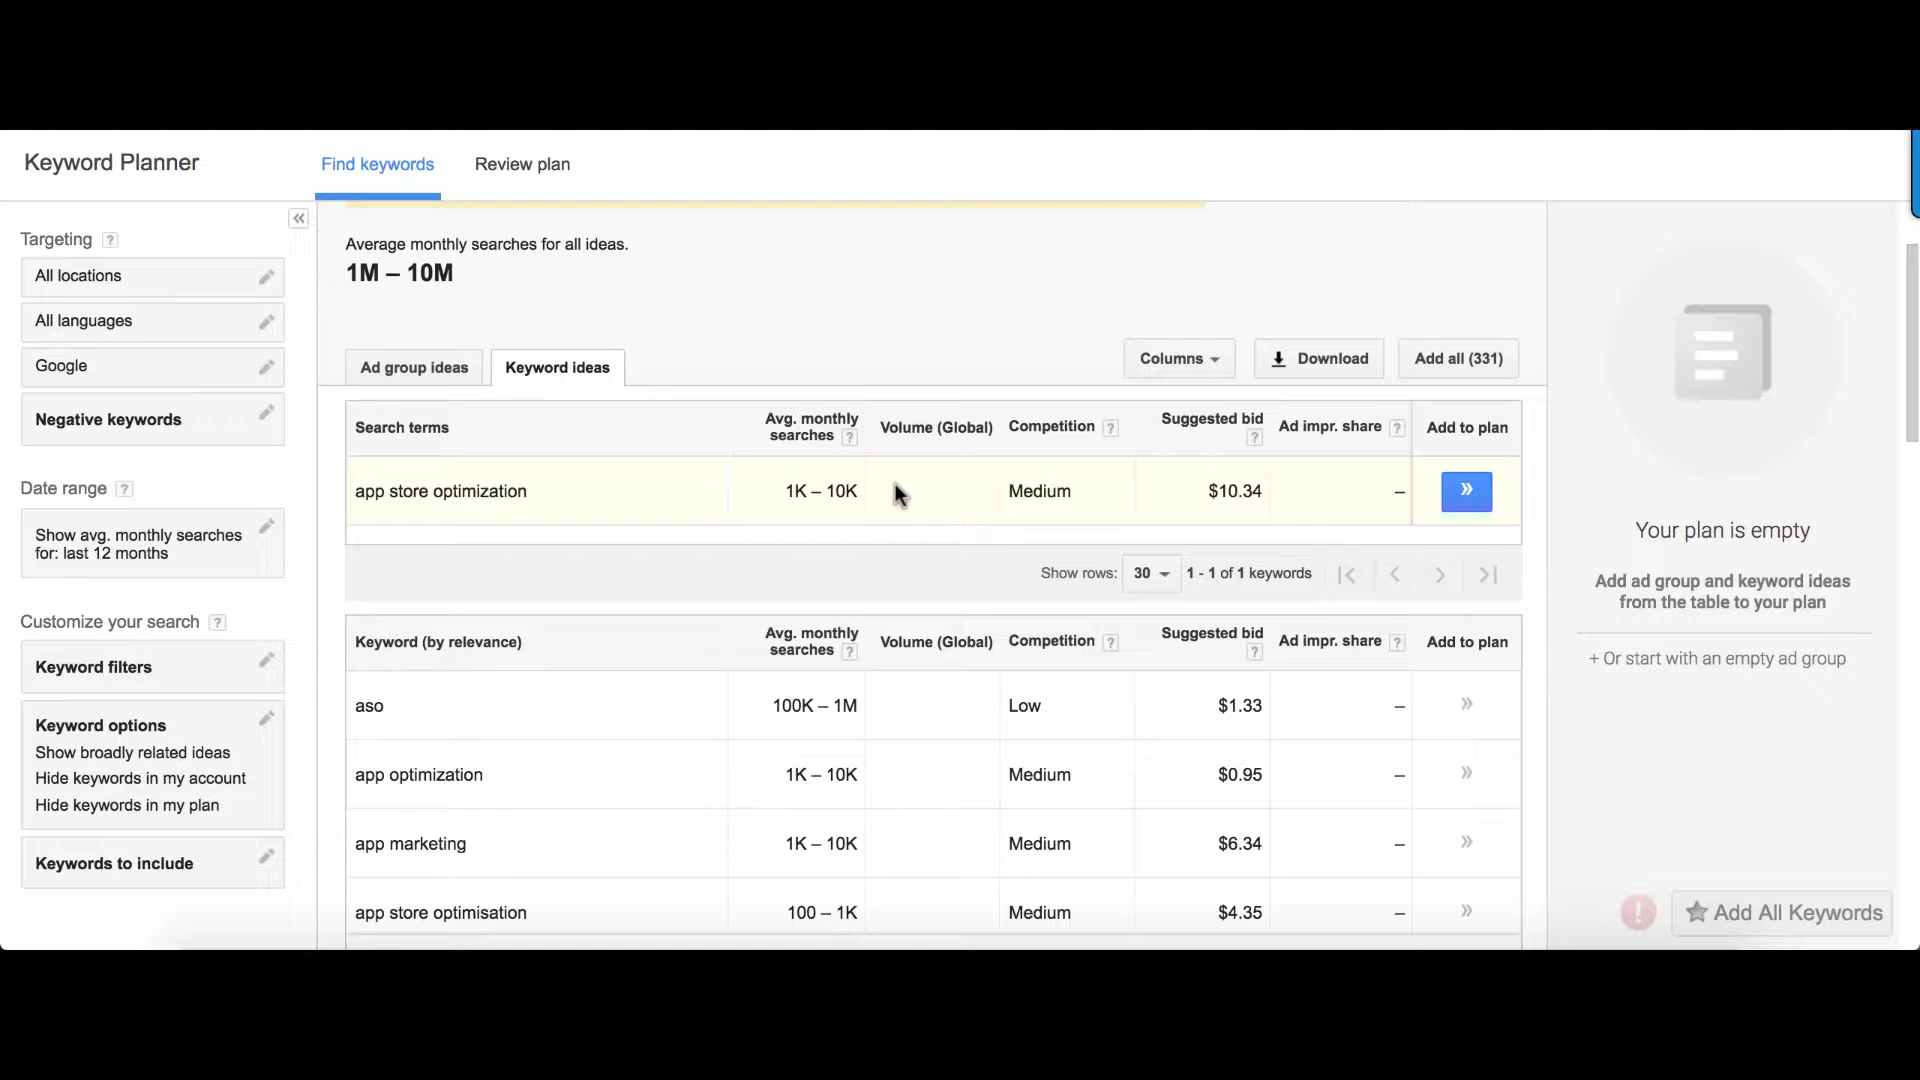 Keyword Planner
Find keywords
Review plan
Targeting ?
All locations
All languages
Google
Negative keywords
Date range ?
Show avg. monthly searches
for: last 12 months
Customize your search ?
Keyword filters
Keyword options
Show broadly related ideas
Hide keywords in my account
Hide keywords in my plan
Keywords to include
Average monthly searches for all ideas.
1M – 10M
Ad group ideas
Keyword ideas
Columns
Download
Add all (331)
Search terms
Avg. monthly
searches ?
Volume (Global)
Competition ?
Suggested bid
?
Ad impr. share ?
Add to plan
app store optimization 1K – 10K Medium $10.34 – »
Show rows: 30 1 - 1 of 1 keywords
Keyword (by relevance)
Avg. monthly
searches ?
Volume (Global)
Competition ?
Suggested bid
?
Ad impr. share ?
Add to plan
aso 100K – 1M Low $1.33 – »
app optimization 1K – 10K Medium $0.95 – »
app marketing 1K – 10K Medium $6.34 – »
app store optimisation 100 – 1K Medium $4.35 – »
Your plan is empty
Add ad group and keyword ideas
from the table to your plan
+ Or start with an empty ad group
! Add All Keywords